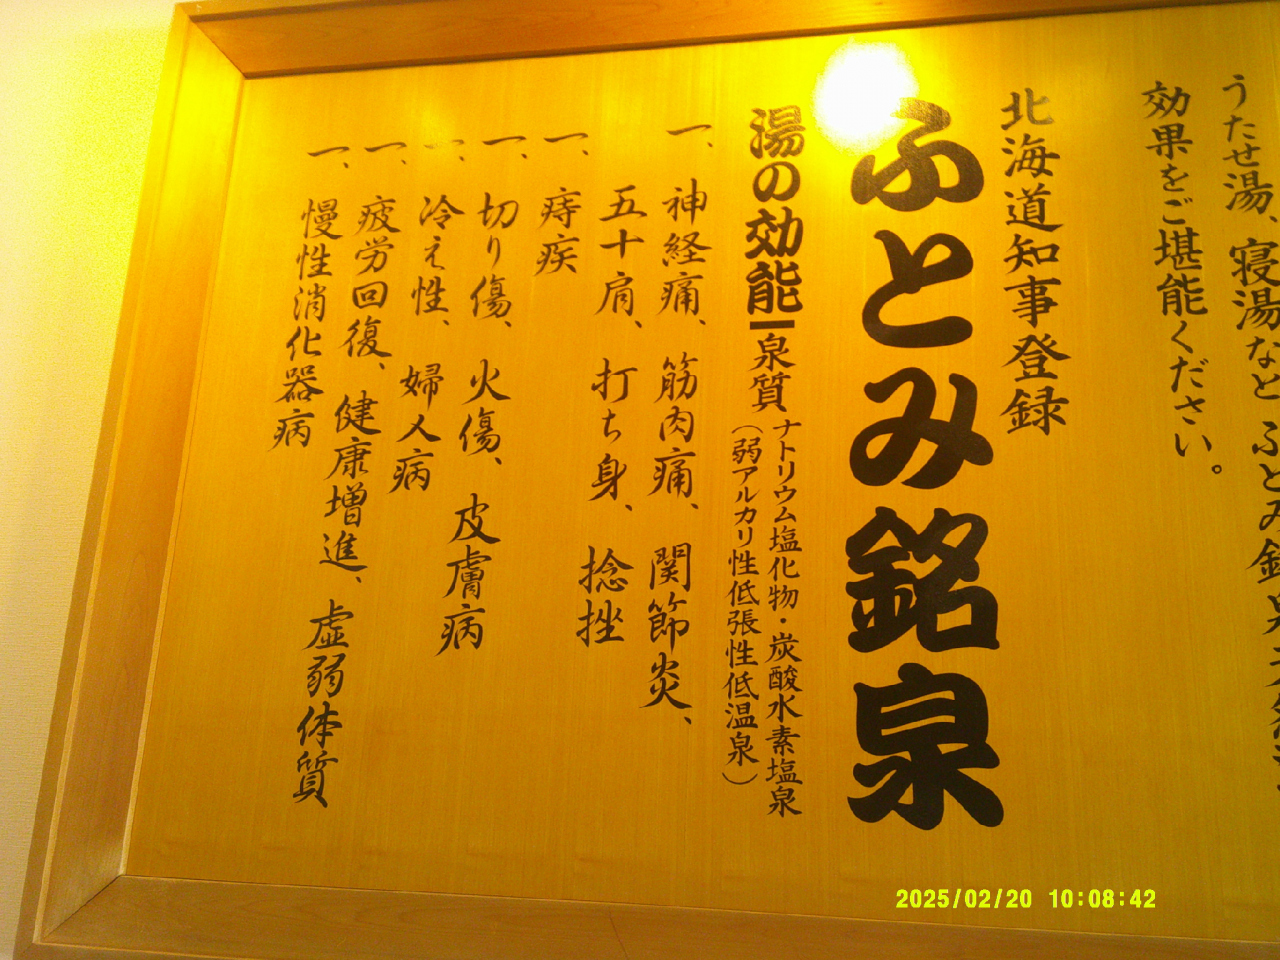 うたせ湯、寝湯などふとみ銘泉
効果をご堪能ください。
北海道知事登録
ふとみ銘泉
湯の効能―泉質 ナトリウム塩化物・炭酸水素塩泉
（弱アルカリ性低張性低温泉）
一、神経痛、筋肉痛、関節炎、
五十肩、打ち身、捻挫
一、痔疾
一、切り傷、火傷、皮膚病
一、冷え性、婦人病
一、疲労回復、健康増進、虚弱体質
一、慢性消化器病
2025/02/20 10:08:42